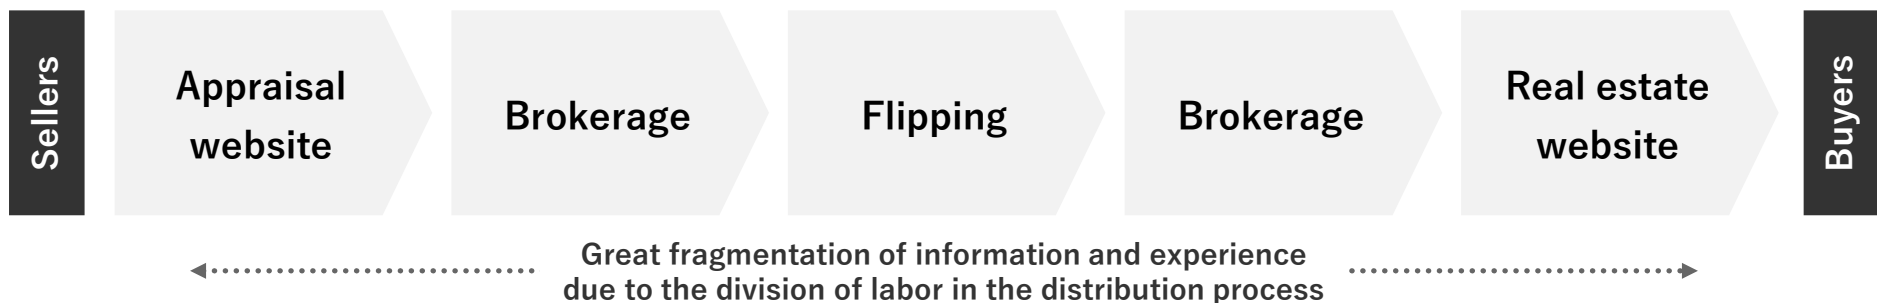 Sellers
Appraisal
website
Brokerage
Flipping
Brokerage
Real estate
website
Buyers
Great fragmentation of information and experience
due to the division of labor in the distribution process